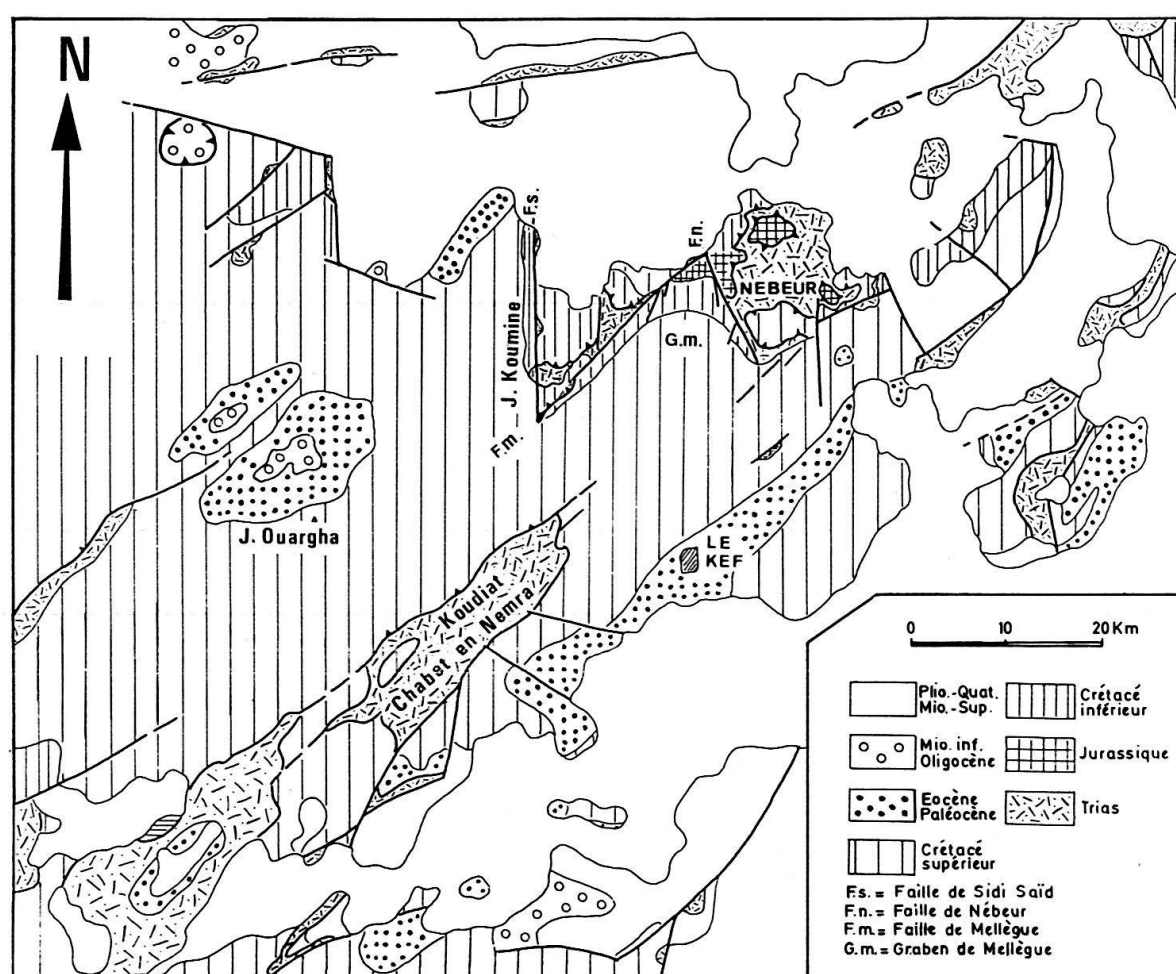 N
F.s.
F.n.
NEBEUR
J. Koumine
G.m.
F.m.
J. Ouargha
LE
KEF
Koudiat
Chabet en Nemra
0 10 20 Km
Plio.-Quat.
Mio.-Sup.
Crétacé
inférieur
Mio. inf.
Oligocène
Jurassique
Eocène
Paléocène
Trias
Crétacé
supérieur
F.s. = Faille de Sidi Saïd
F.n. = Faille de Nébeur
F.m. = Faille de Mellègue
G.m. = Graben de Mellègue